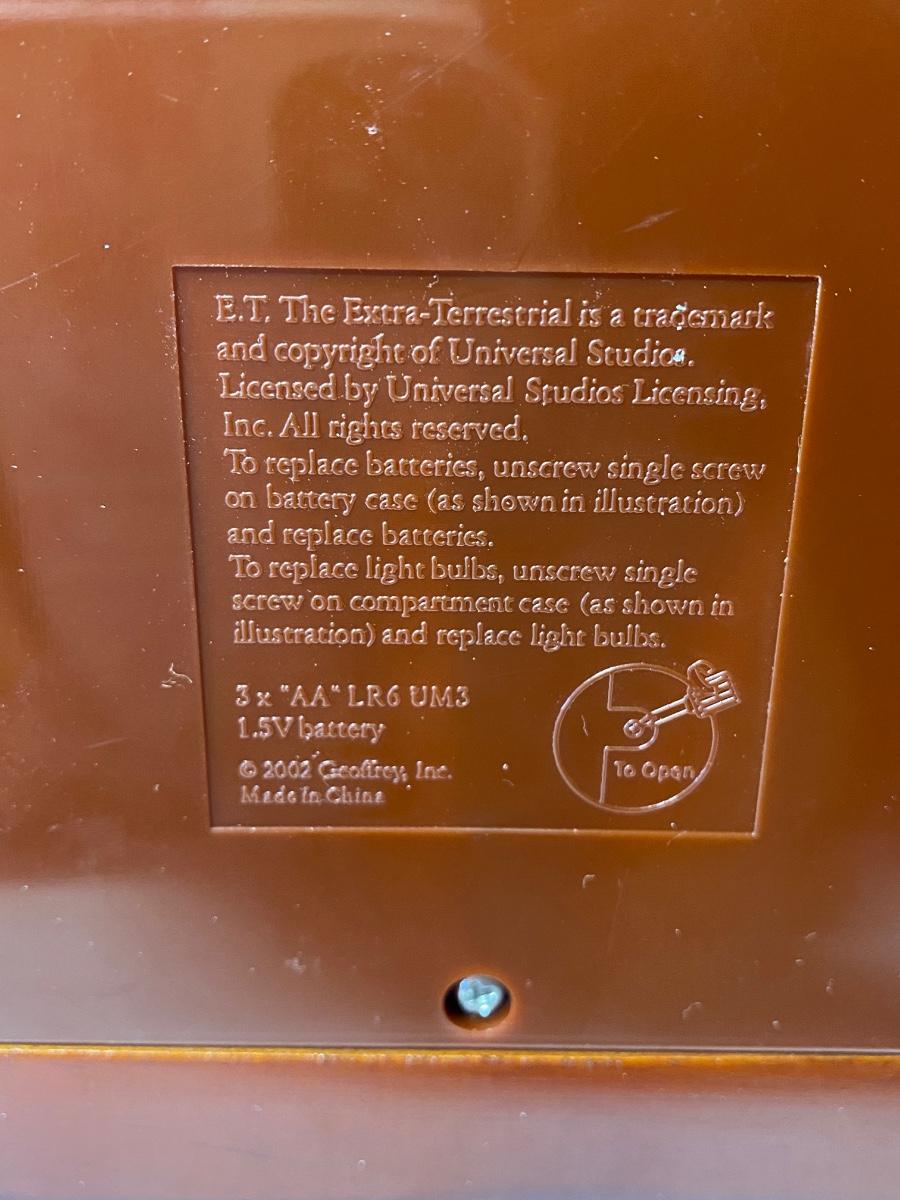 E.T. The Extra-Terrestrial is a trademark
and copyright of Universal Studios.
Licensed by Universal Studios Licensing,
Inc. All rights reserved.
To replace batteries, unscrew single screw
on battery case (as shown in illustration)
and replace batteries.
To replace light bulbs, unscrew single
screw on compartment case (as shown in
illustration) and replace light bulbs.
3 x "AA" LR6 UM3
1.5V battery
© 2002 Geoffrey, Inc.
Made In China
To Open